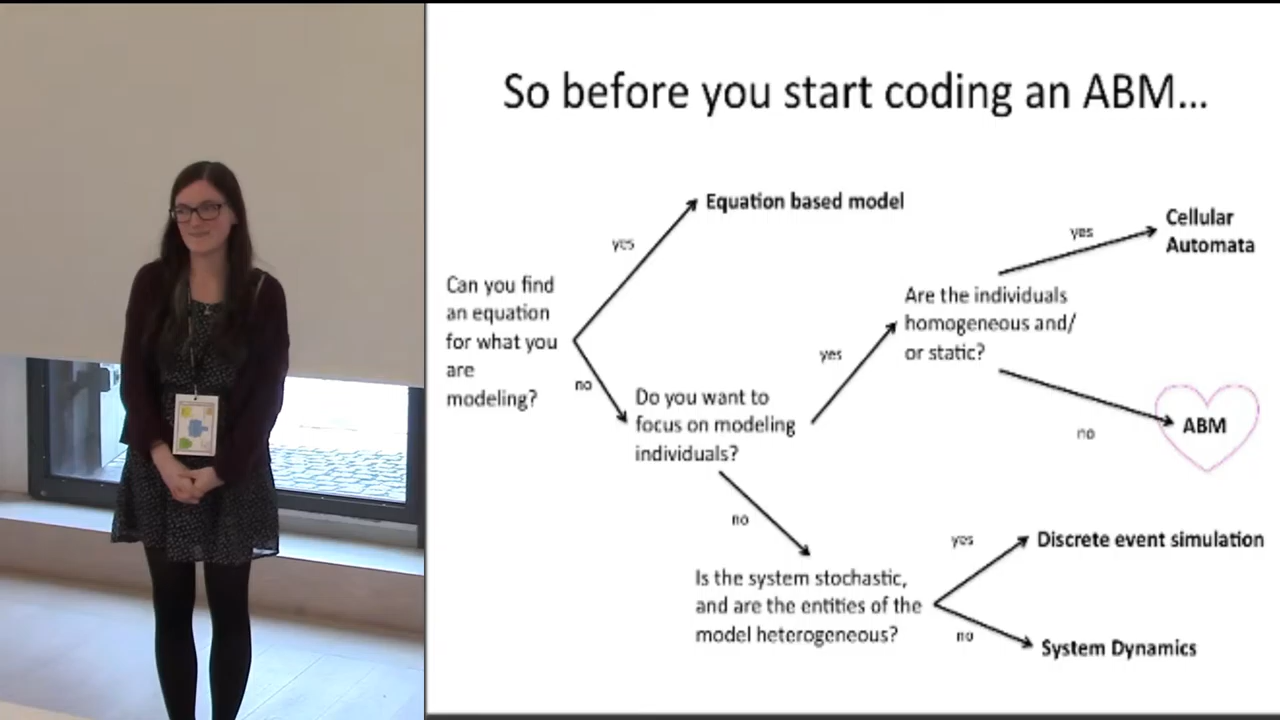 So before you start coding an ABM...
Equation based model
yes
Can you find
an equation
for what you
are
modeling?
no
Do you want to
focus on modeling
individuals?
yes
Are the individuals
homogeneous and/
or static?
yes
Cellular
Automata
no
ABM
no
Is the system stochastic,
and are the entities of the
model heterogeneous?
yes
Discrete event simulation
no
System Dynamics